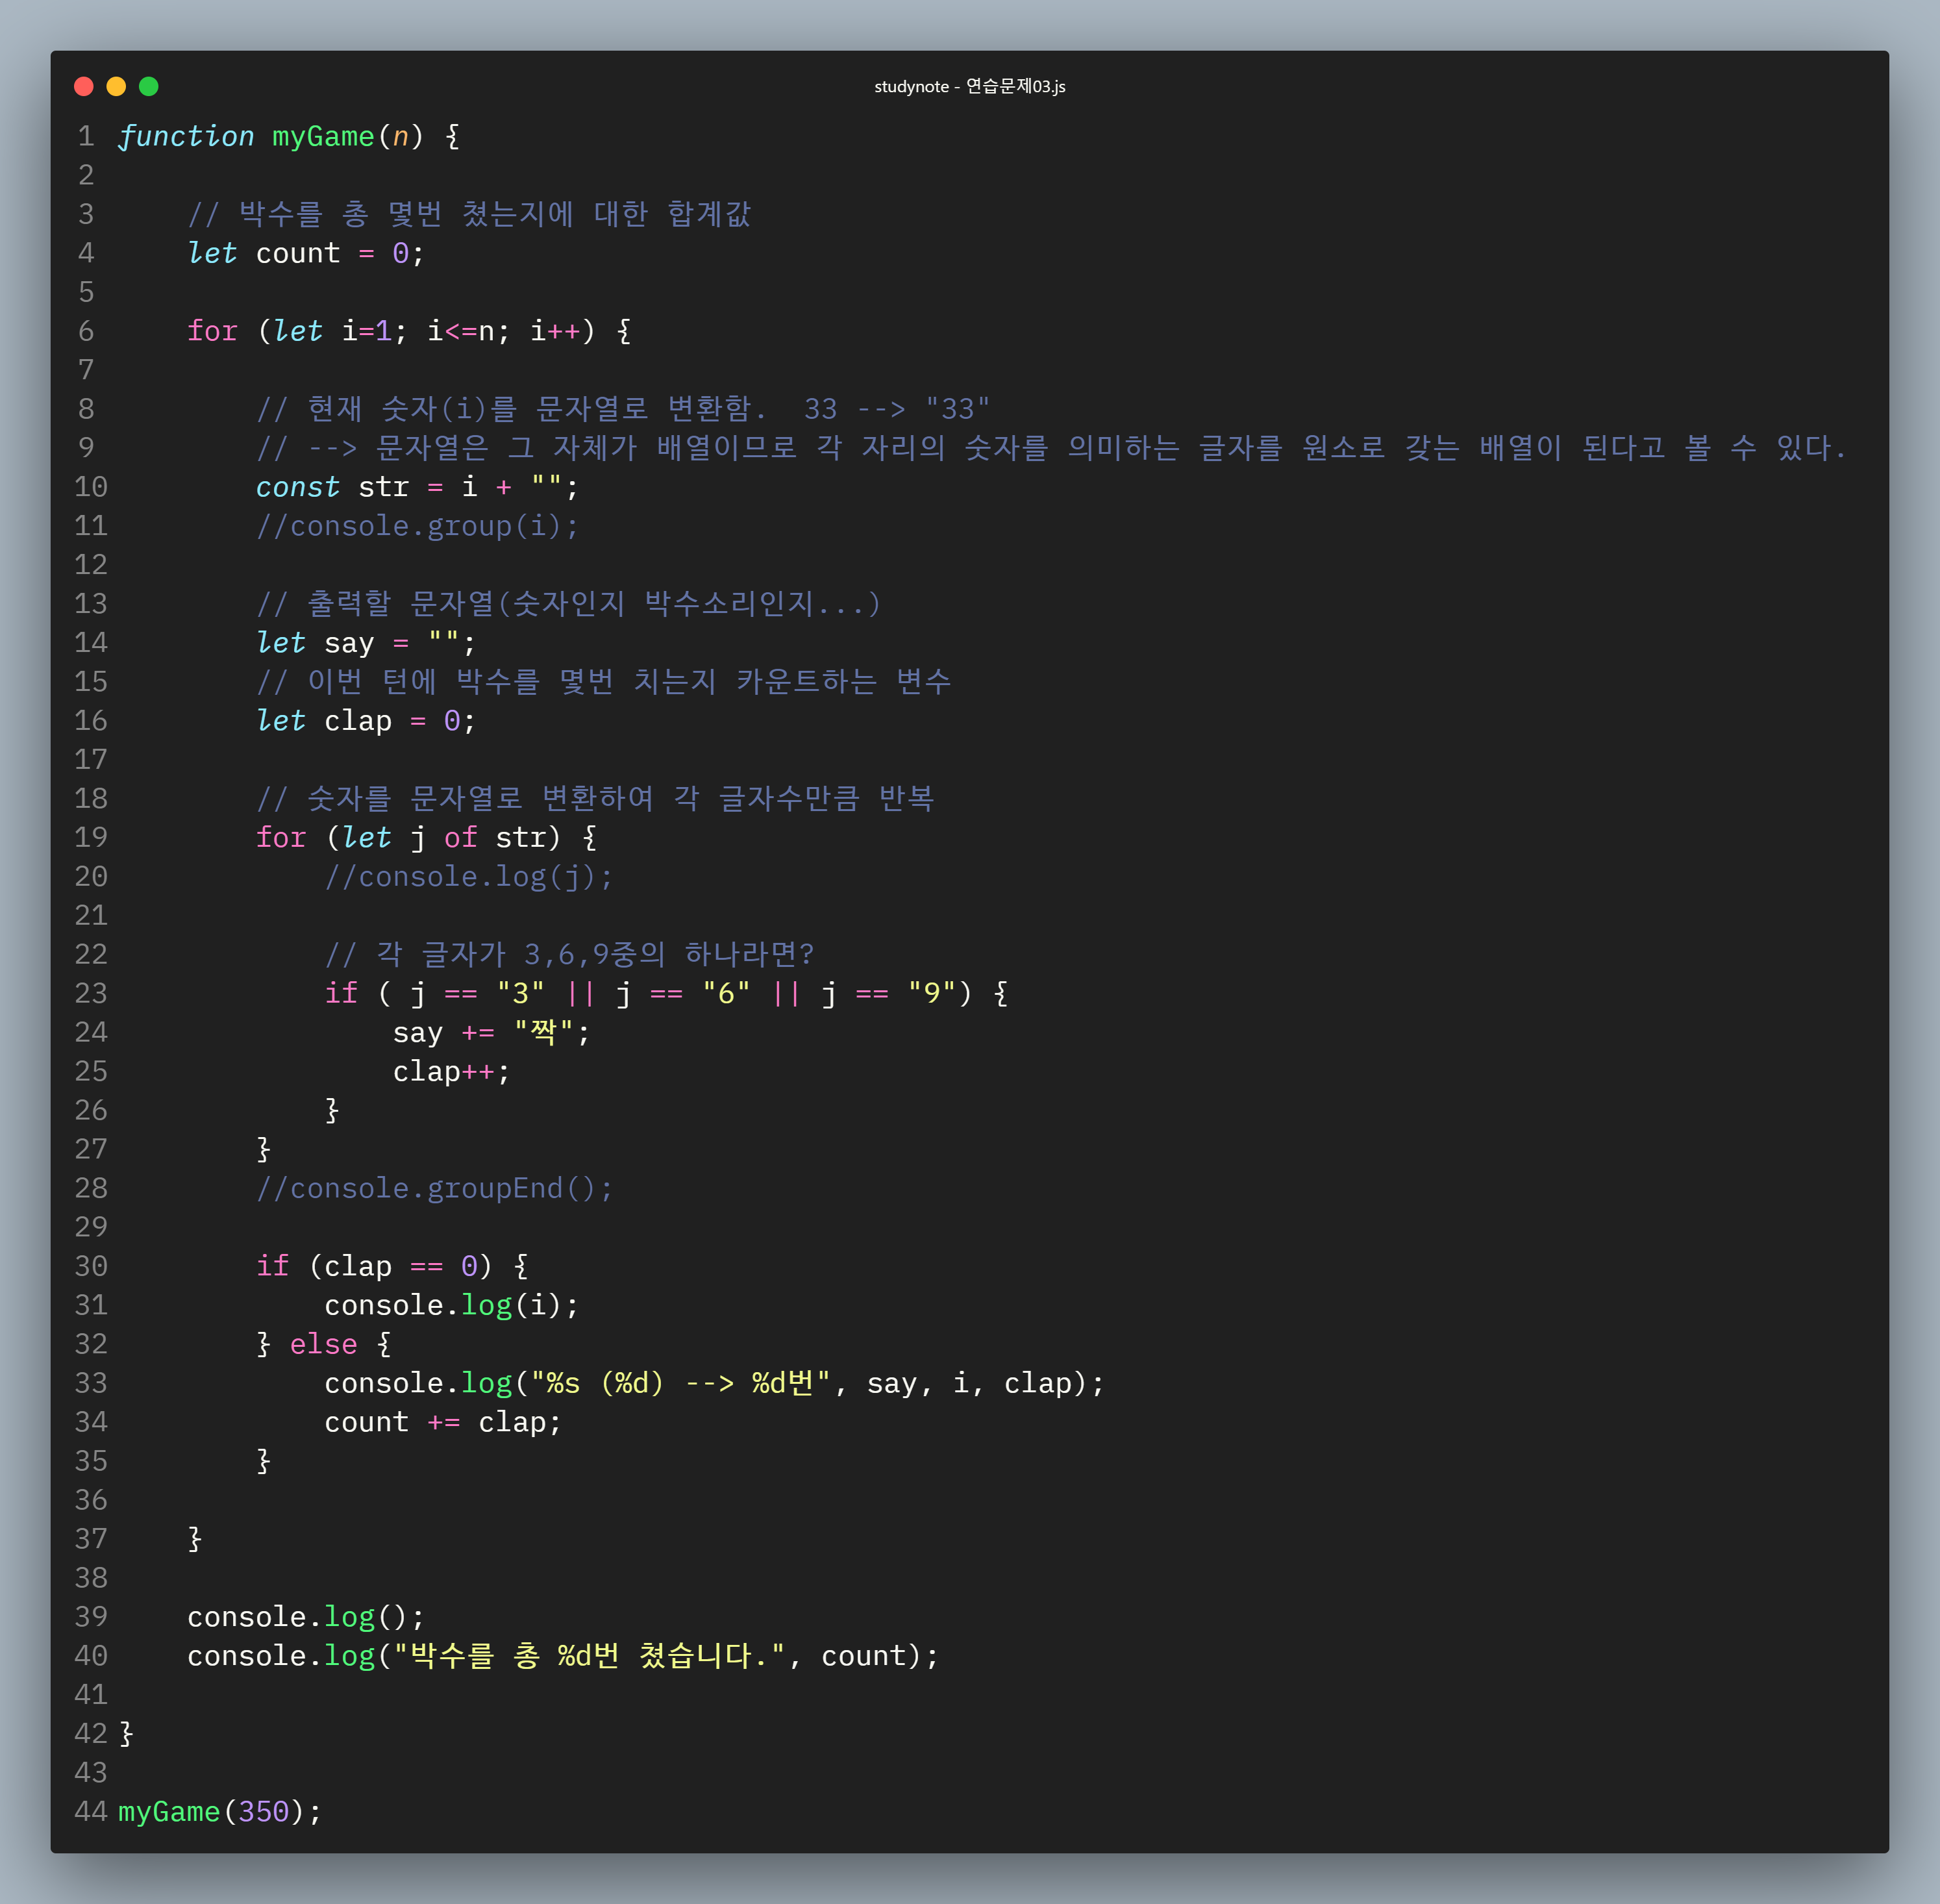 studynote - 연습문제03.js
1 function myGame(n) {
2
3     // 박수를 총 몇번 쳤는지에 대한 합계값
4     let count = 0;
5
6     for (let i=1; i<=n; i++) {
7
8         // 현재 숫자(i)를 문자열로 변환함.  33 --> "33"
9         // --> 문자열은 그 자체가 배열이므로 각 자리의 숫자를 의미하는 글자를 원소로 갖는 배열이 된다고 볼 수 있다.
10         const str = i + "";
11         //console.group(i);
12
13         // 출력할 문자열(숫자인지 박수소리인지...)
14         let say = "";
15         // 이번 턴에 박수를 몇번 치는지 카운트하는 변수
16         let clap = 0;
17
18         // 숫자를 문자열로 변환하여 각 글자수만큼 반복
19         for (let j of str) {
20             //console.log(j);
21
22             // 각 글자가 3,6,9중의 하나라면?
23             if ( j == "3" || j == "6" || j == "9") {
24                 say += "짝";
25                 clap++;
26             }
27         }
28         //console.groupEnd();
29
30         if (clap == 0) {
31             console.log(i);
32         } else {
33             console.log("%s (%d) --> %d번", say, i, clap);
34             count += clap;
35         }
36
37     }
38
39     console.log();
40     console.log("박수를 총 %d번 쳤습니다.", count);
41
42 }
43
44 myGame(350);